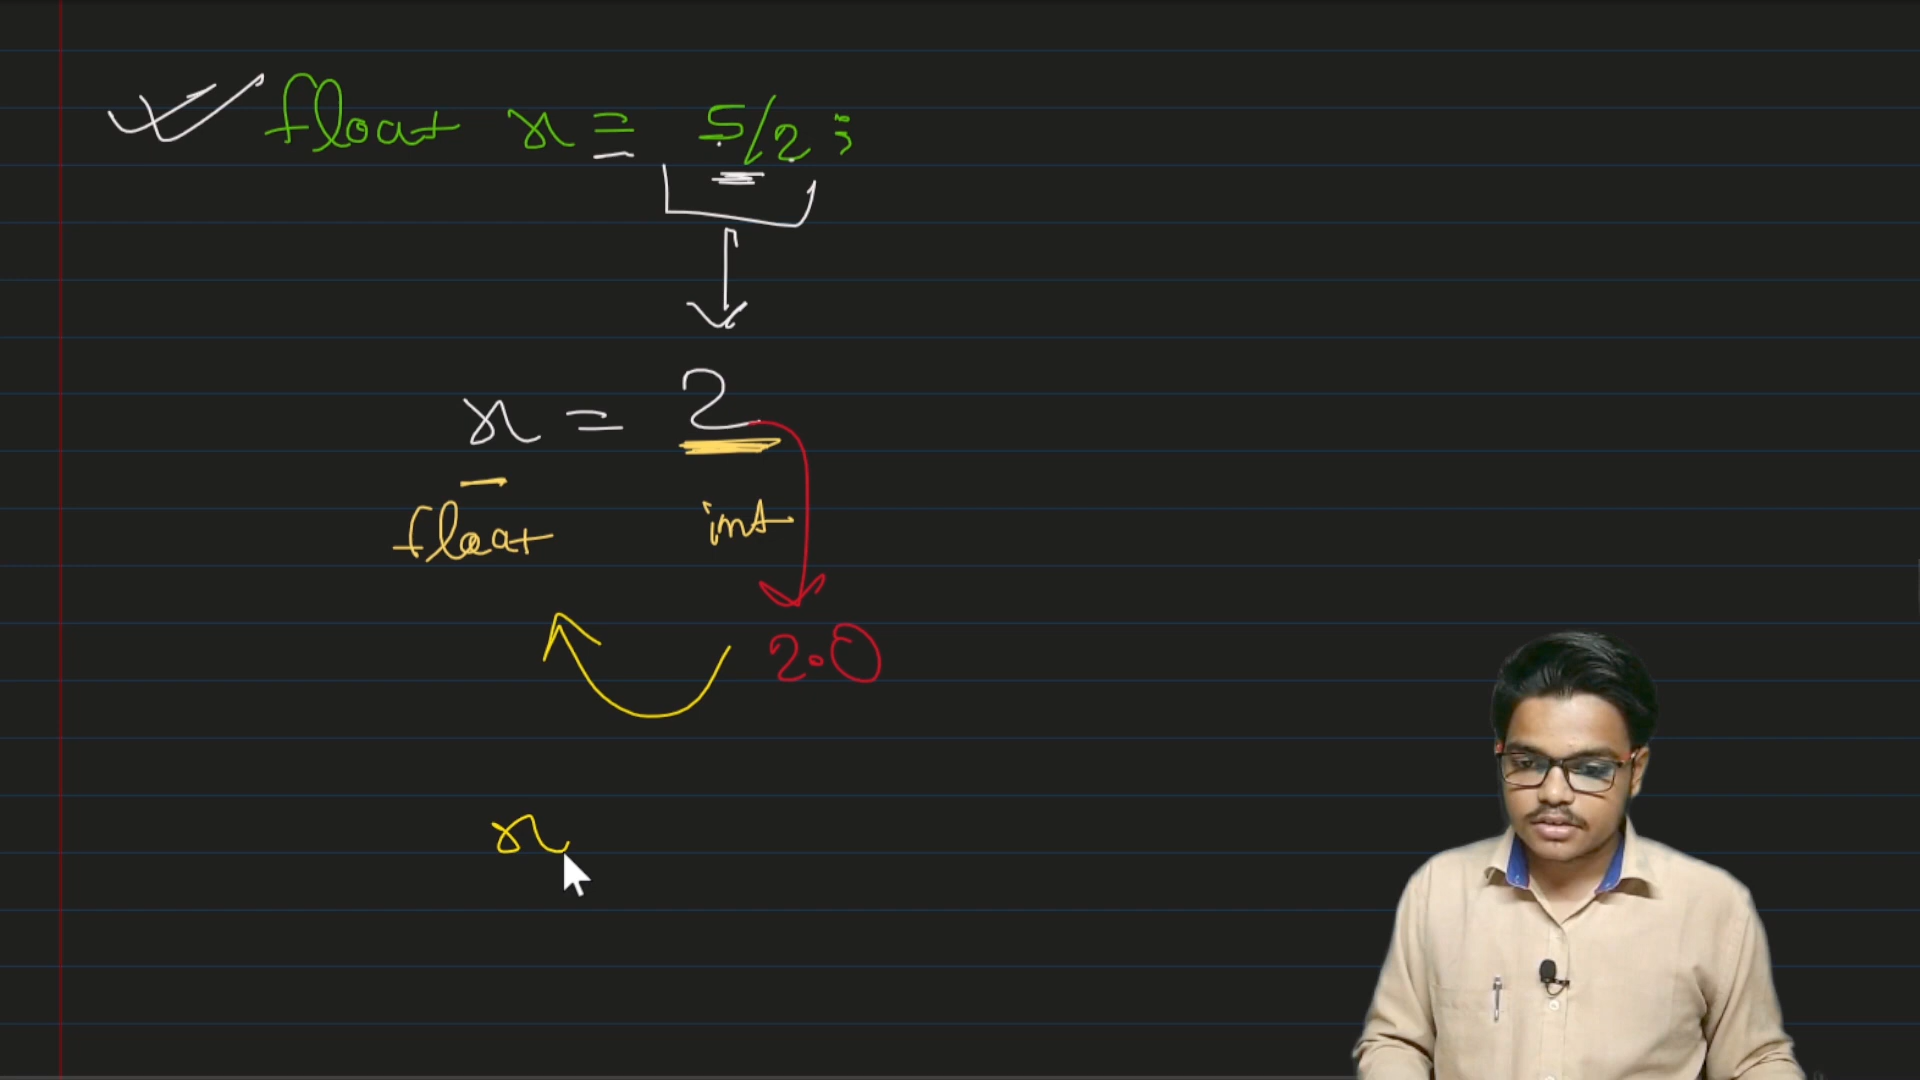 float x = 5/2;
x = 2
float int
2.0
x